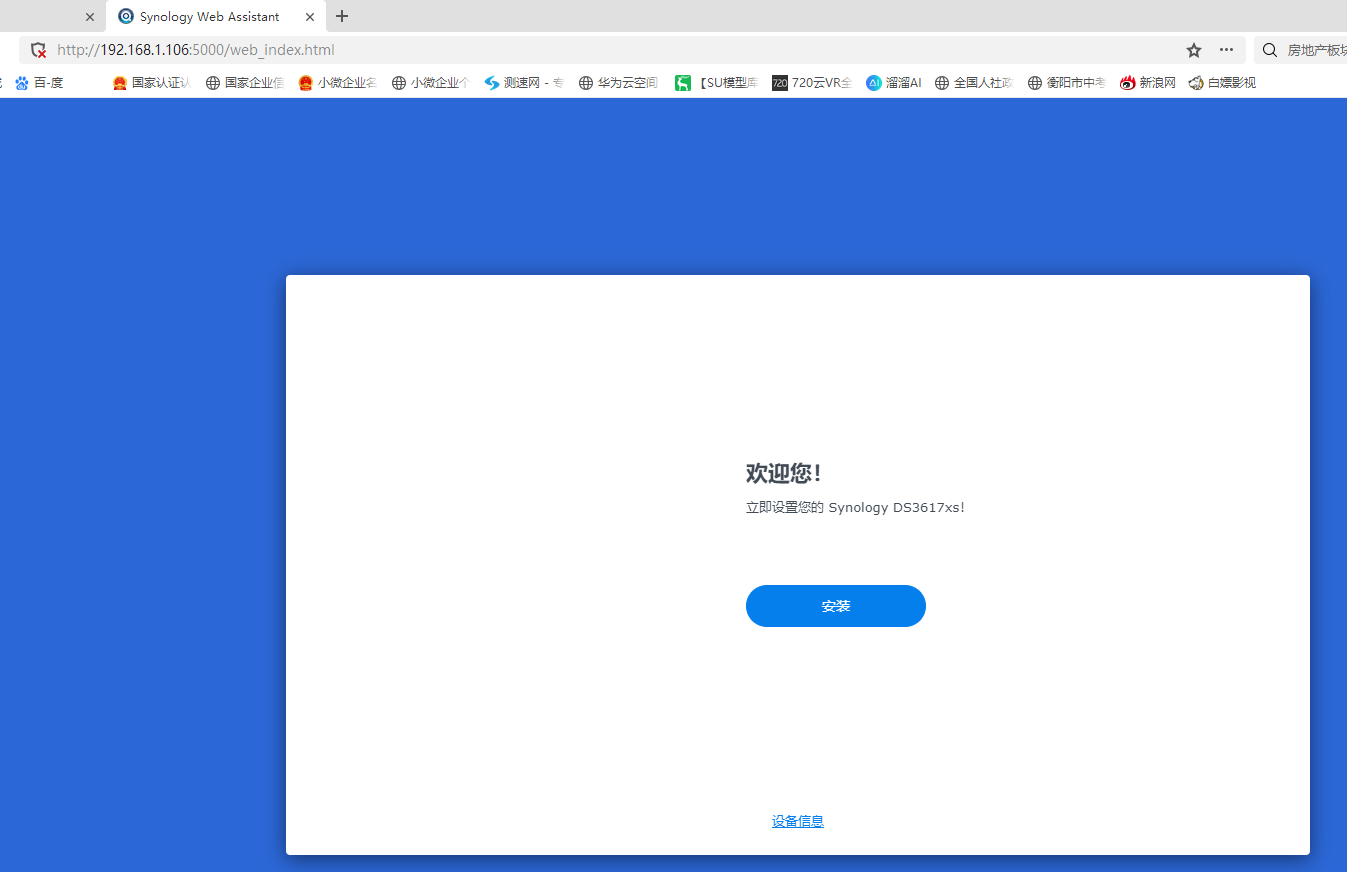 Synology Web Assistant
http://192.168.1.106:5000/web_index.html
房地产板块
百-度 国家认证认 国家企业信 小微企业名 小微企业个 测速网 - 专 华为云空间 【SU模型库 720云VR全 溜溜AI 全国人社政 衡阳市中考 新浪网 白嫖影视
欢迎您!
立即设置您的 Synology DS3617xs!
安装
设备信息